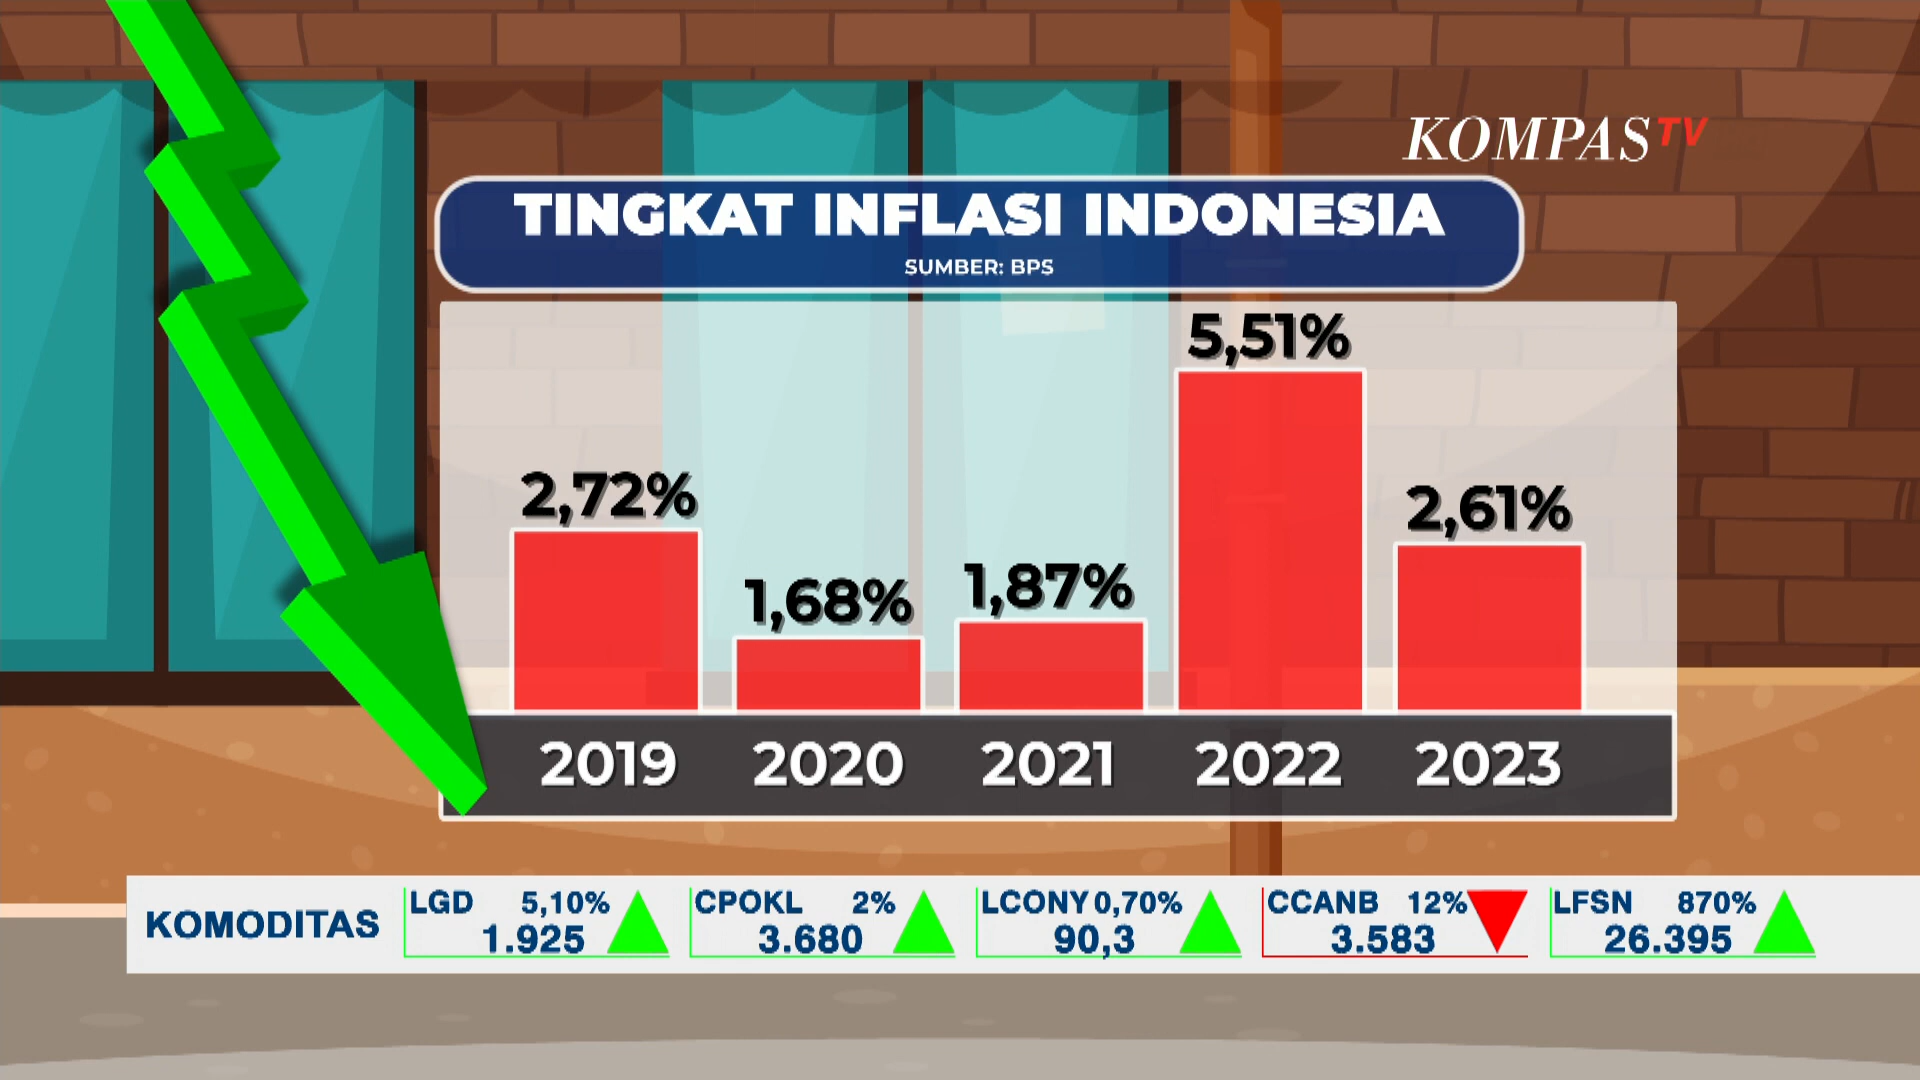 KOMPAS TV
TINGKAT INFLASI INDONESIA
SUMBER: BPS
2,72%
1,68%
1,87%
5,51%
2,61%
2019
2020
2021
2022
2023
KOMODITAS
LGD 5,10%
1.925
CPOKL 2%
3.680
LCONY 0,70%
90,3
CCANB 12%
3.583
LFSN 870%
26.395